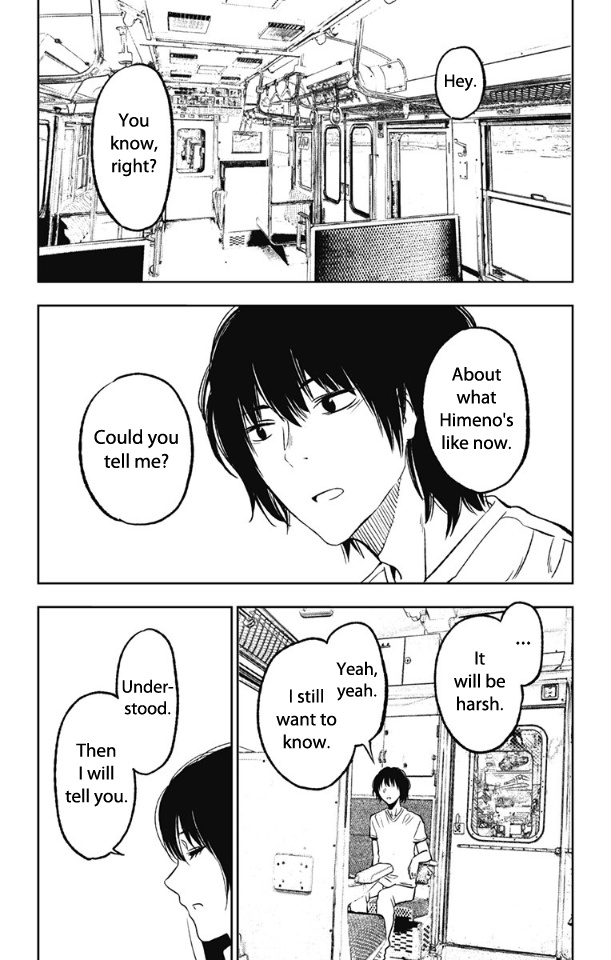 Hey.
You
know,
right?
About
what
Himeno's
like now.
Could you
tell me?
...
It
will be
harsh.
Yeah,
yeah.
I still
want to
know.
Under-
stood.
Then
I will
tell you.